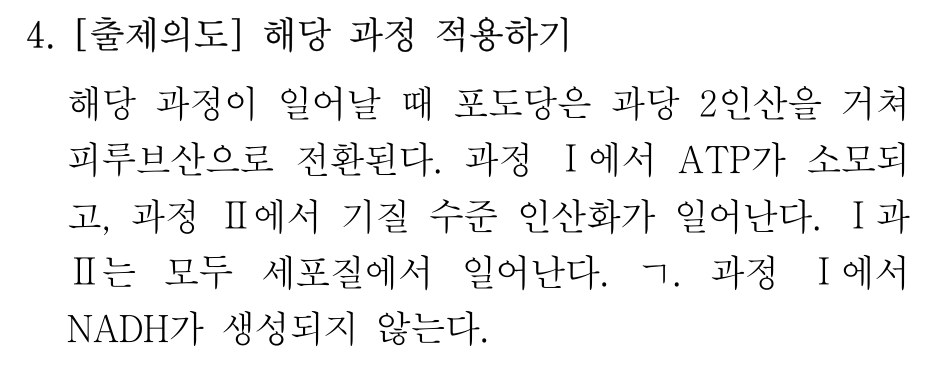 4. [출제의도] 해당 과정 적용하기
해당 과정이 일어날 때 포도당은 과당 2인산을 거쳐
피루브산으로 전환된다. 과정 Ⅰ에서 ATP가 소모되
고, 과정 Ⅱ에서 기질 수준 인산화가 일어난다. Ⅰ과
Ⅱ는 모두 세포질에서 일어난다. ㄱ. 과정 Ⅰ에서
NADH가 생성되지 않는다.